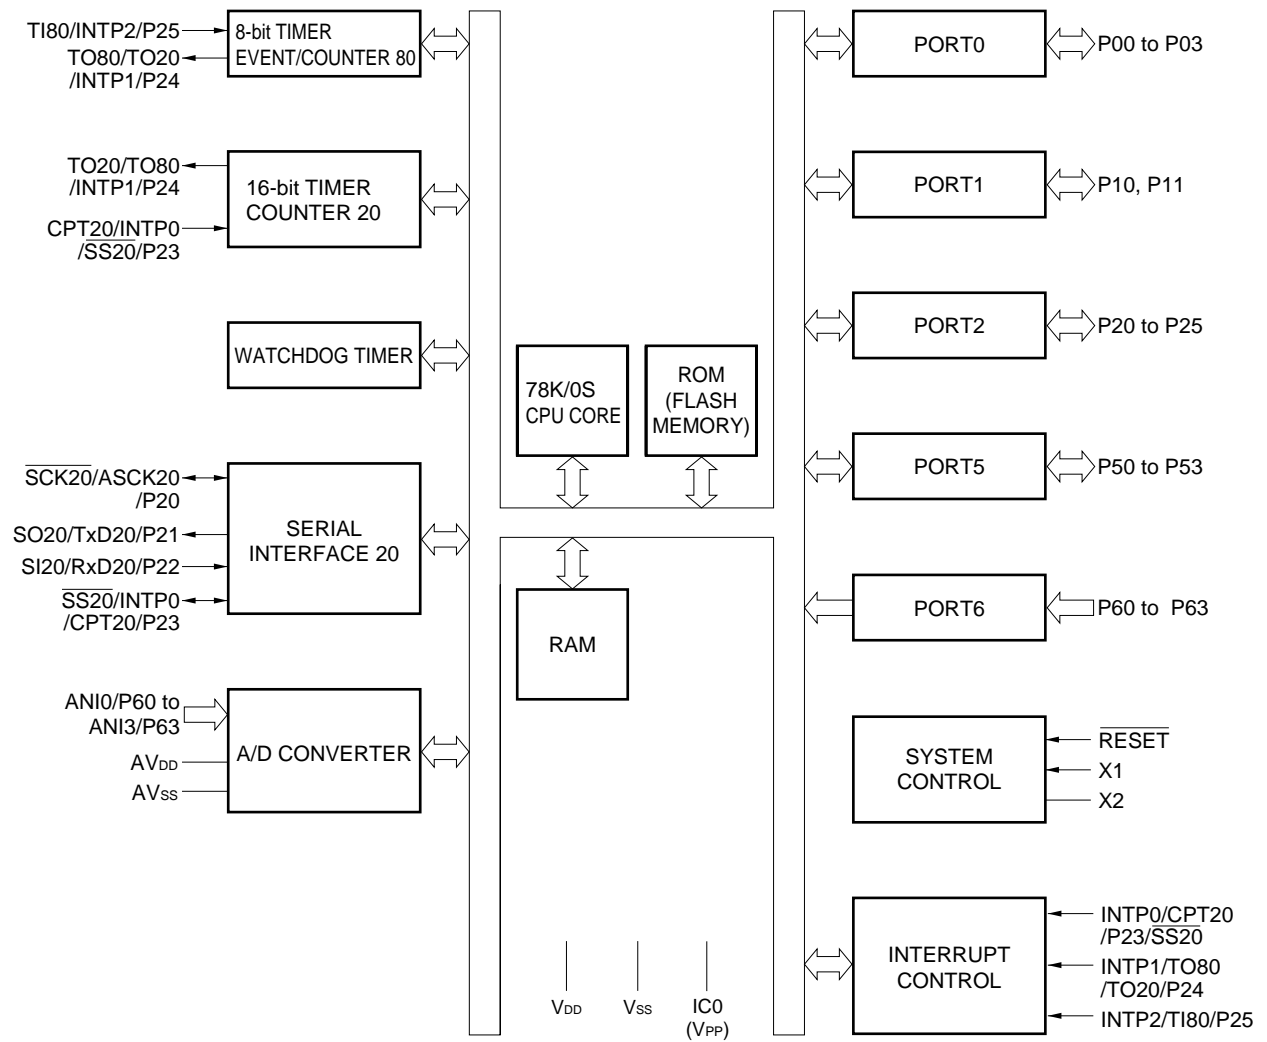 TI80/INTP2/P25
TO80/TO20
/INTP1/P24
8-bit TIMER
EVENT/COUNTER 80
TO20/TO80
/INTP1/P24
CPT20/INTP0
/SS20/P23
16-bit TIMER
COUNTER 20
WATCHDOG TIMER
SCK20/ASCK20
/P20
SO20/TxD20/P21
SI20/RxD20/P22
SS20/INTP0
/CPT20/P23
SERIAL
INTERFACE 20
ANI0/P60 to
ANI3/P63
AVDD
AVSS
A/D CONVERTER
78K/0S
CPU CORE
ROM
(FLASH
MEMORY)
RAM
VDD
VSS
IC0
(VPP)
PORT0
P00 to P03
PORT1
P10, P11
PORT2
P20 to P25
PORT5
P50 to P53
PORT6
P60 to P63
SYSTEM
CONTROL
RESET
X1
X2
INTERRUPT
CONTROL
INTP0/CPT20
/P23/SS20
INTP1/TO80
/TO20/P24
INTP2/TI80/P25